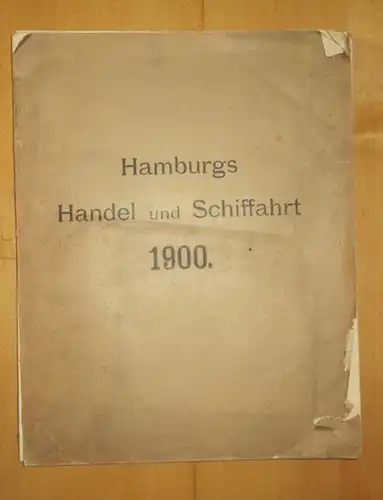 Hamburgs
Handel und Schiffahrt
1900.